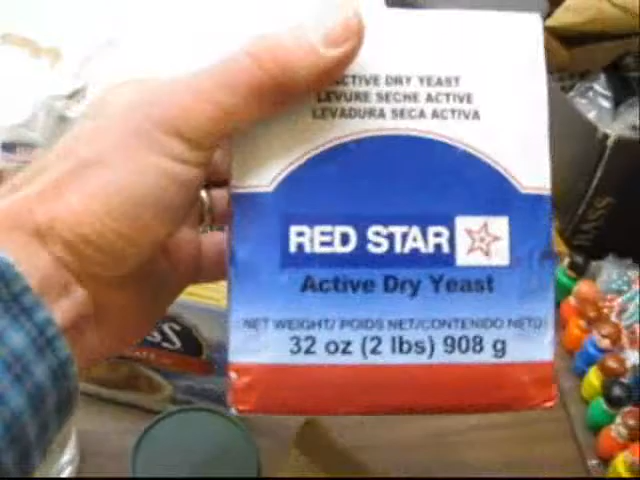 ACTIVE DRY YEAST
LEVURE SECHE ACTIVE
LEVADURA SECA ACTIVA
RED STAR
Active Dry Yeast
NET WEIGHT/ POIDS NET/CONTENIDO NETO
32 oz (2 lbs) 908 g
BASS